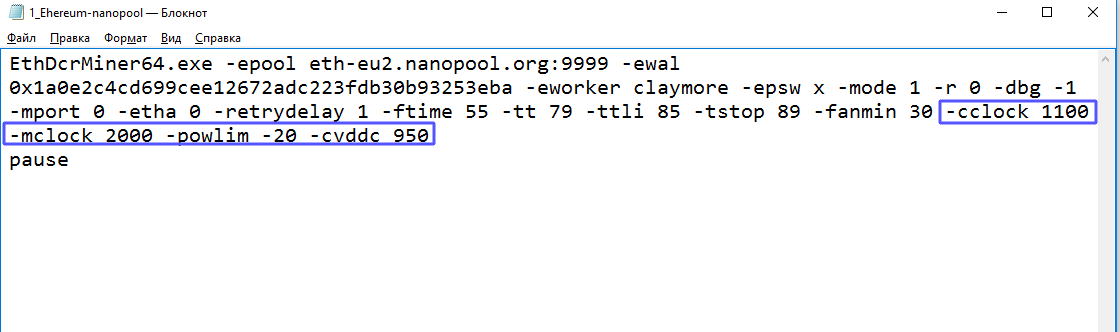 1_Ehereum-nanopool — Блокнот
Файл Правка Формат Вид Справка
EthDcrMiner64.exe -epool eth-eu2.nanopool.org:9999 -ewal
0x1a0e2c4cd699cee12672adc223fdb30b93253eba -eworker claymore -epsw x -mode 1 -r 0 -dbg -1
-mport 0 -etha 0 -retrydelay 1 -ftime 55 -tt 79 -ttli 85 -tstop 89 -fanmin 30 -cclock 1100
-mclock 2000 -powlim -20 -cvddc 950
pause